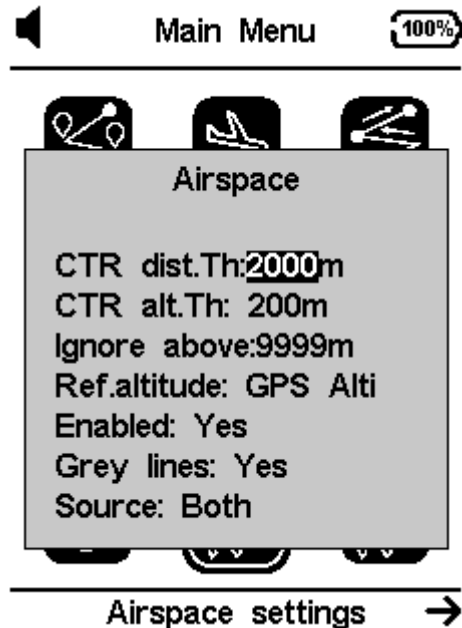 Main Menu 100%
Airspace
CTR dist.Th:2000m
CTR alt.Th: 200m
Ignore above:9999m
Ref.altitude: GPS Alti
Enabled: Yes
Grey lines: Yes
Source: Both
Airspace settings